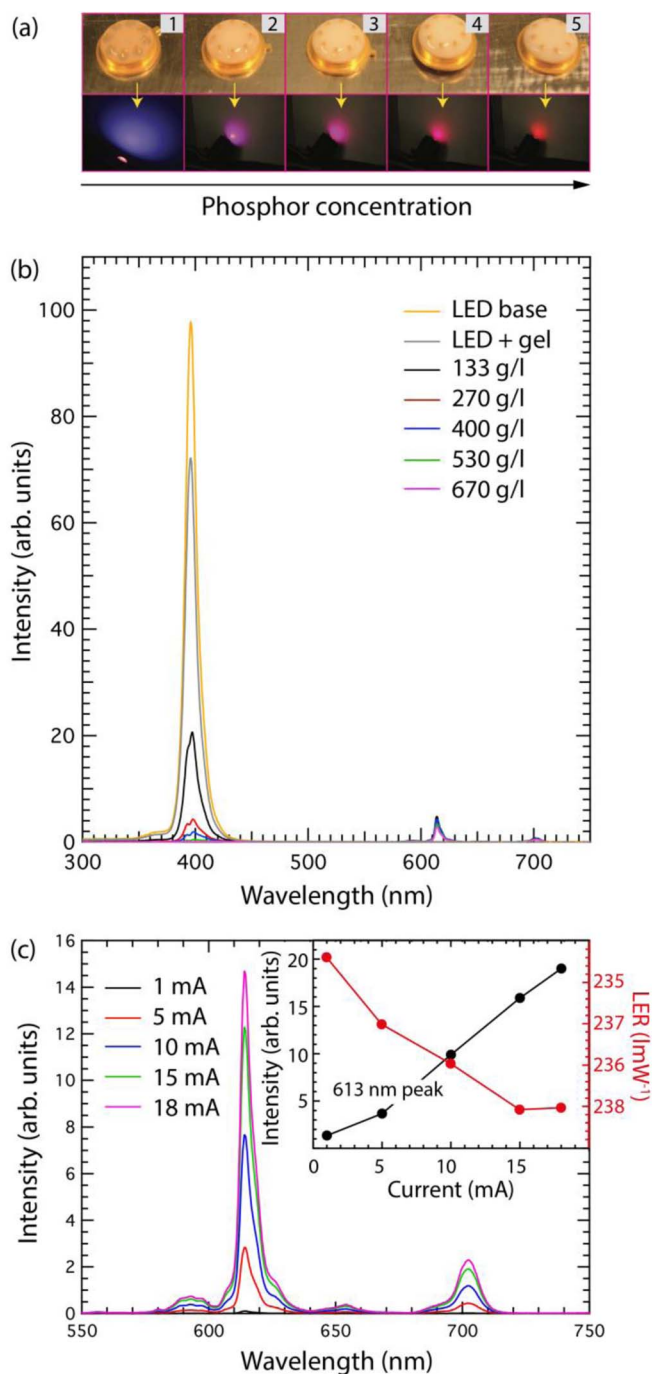 (a)
1
2
3
4
5
Phosphor concentration
(b)
100
80
60
40
20
0
Intensity (arb. units)
LED base
LED + gel
133 g/l
270 g/l
400 g/l
530 g/l
670 g/l
300
400
500
600
700
Wavelength (nm)
(c)
16
14
12
10
8
6
4
2
0
Intensity (arb. units)
1 mA
5 mA
10 mA
15 mA
18 mA
20
15
10
5
Intensity (arb. units)
613 nm peak
235
237
236
238
LER (lmW⁻¹)
0
5
10
15
Current (mA)
550
600
650
700
750
Wavelength (nm)